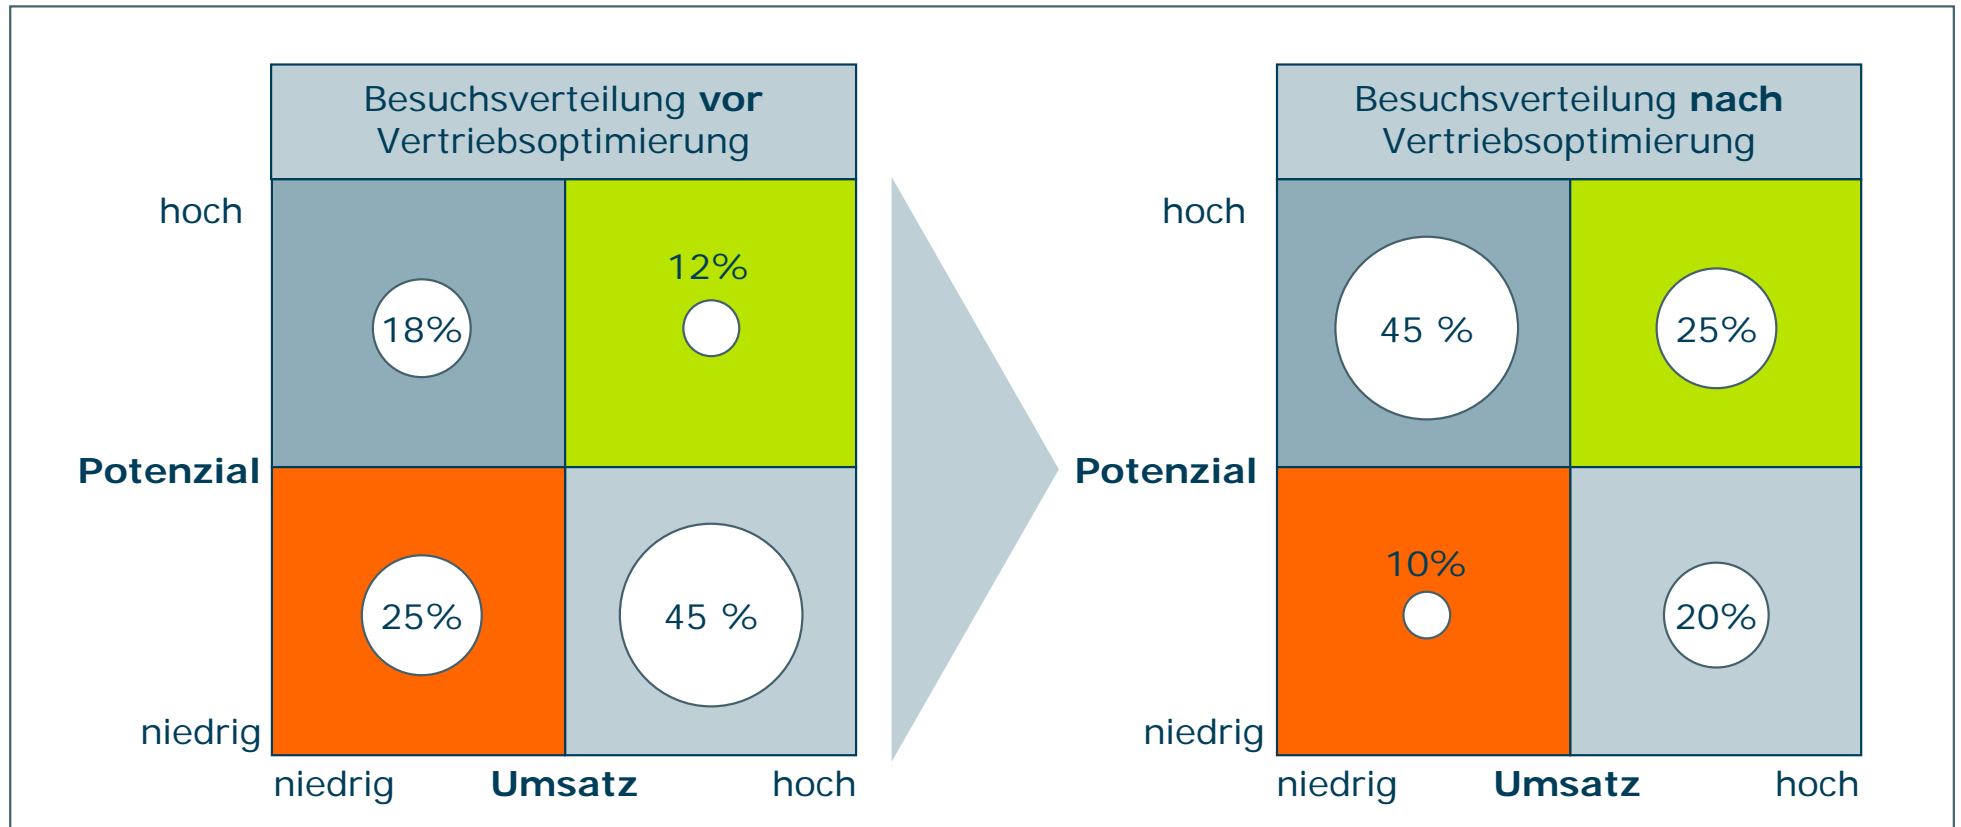 Besuchsverteilung vor
Vertriebsoptimierung
hoch
12%
18%
Potenzial
25%
45 %
niedrig
niedrig Umsatz hoch
Besuchsverteilung nach
Vertriebsoptimierung
hoch
45 %
25%
Potenzial
10%
20%
niedrig
niedrig Umsatz hoch